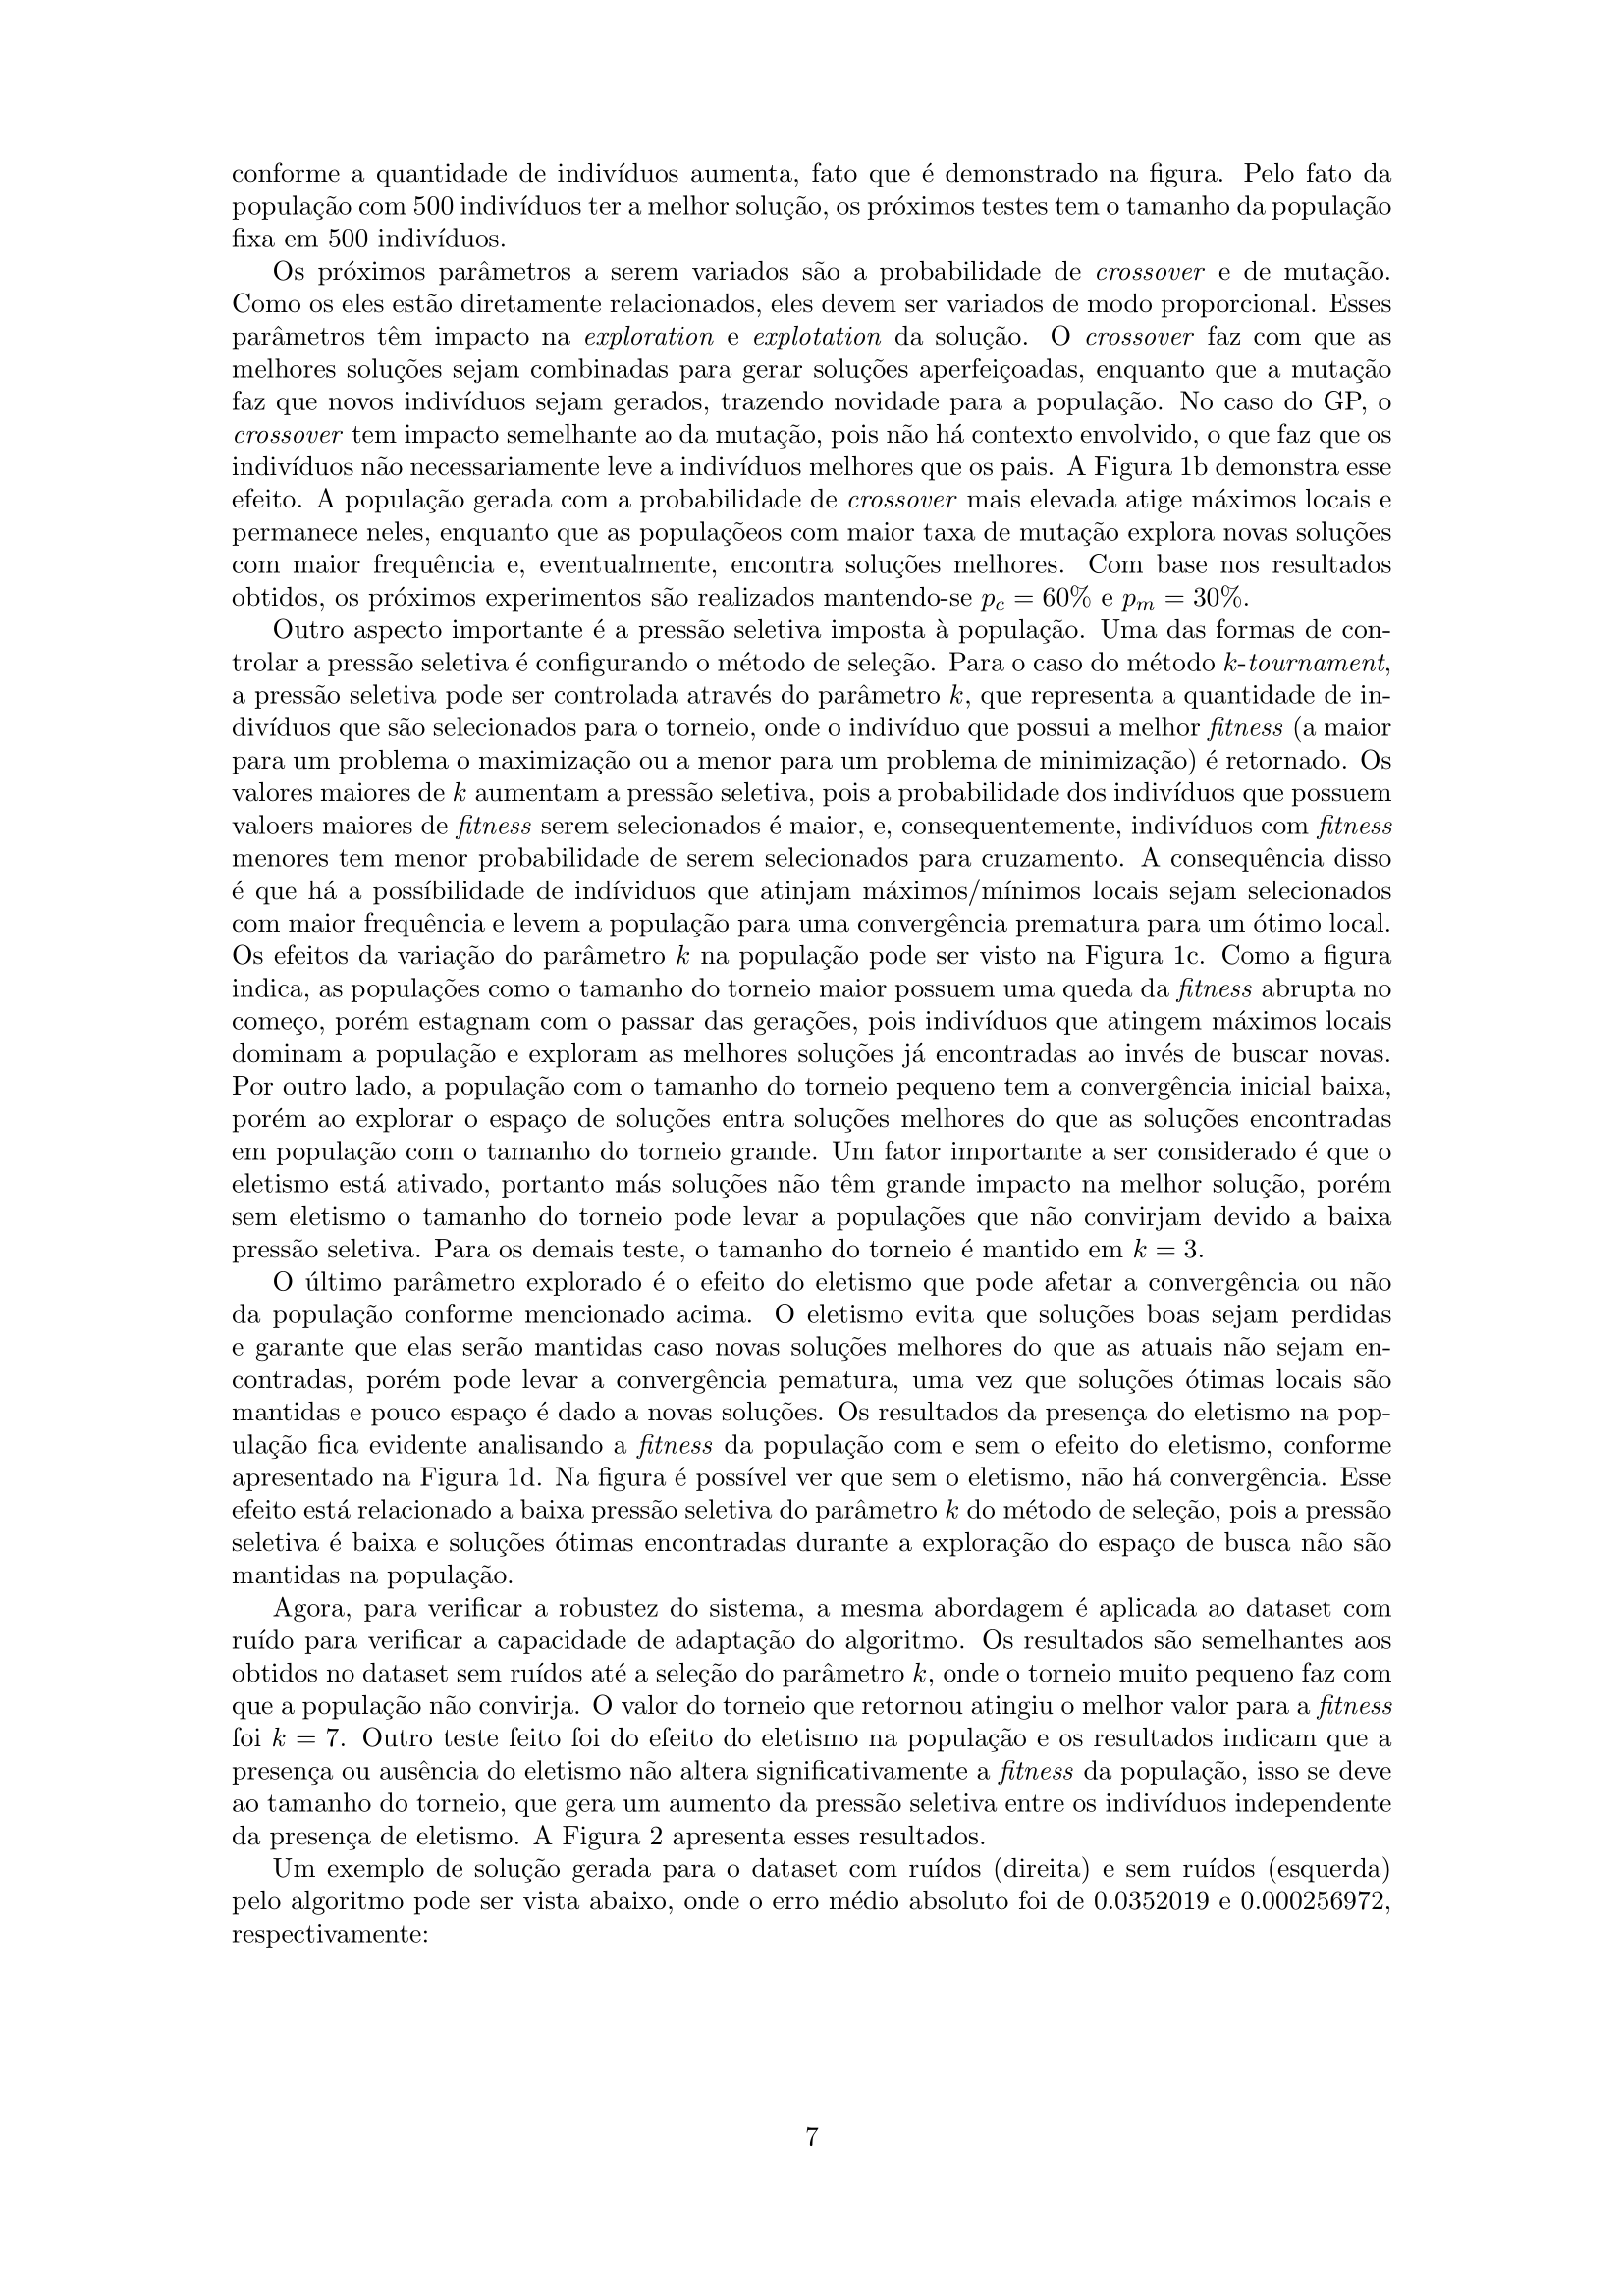 conforme a quantidade de indivíduos aumenta, fato que é demonstrado na figura. Pelo fato da
população com 500 indivíduos ter a melhor solução, os próximos testes tem o tamanho da população
fixa em 500 indivíduos.
Os próximos parâmetros a serem variados são a probabilidade de crossover e de mutação.
Como os eles estão diretamente relacionados, eles devem ser variados de modo proporcional. Esses
parâmetros têm impacto na exploration e explotation da solução. O crossover faz com que as
melhores soluções sejam combinadas para gerar soluções aperfeiçoadas, enquanto que a mutação
faz que novos indivíduos sejam gerados, trazendo novidade para a população. No caso do GP, o
crossover tem impacto semelhante ao da mutação, pois não há contexto envolvido, o que faz que os
indivíduos não necessariamente leve a indivíduos melhores que os pais. A Figura 1b demonstra esse
efeito. A população gerada com a probabilidade de crossover mais elevada atige máximos locais e
permanece neles, enquanto que as populaçõeos com maior taxa de mutação explora novas soluções
com maior frequência e, eventualmente, encontra soluções melhores. Com base nos resultados
obtidos, os próximos experimentos são realizados mantendo-se p_c = 60% e p_m = 30%.
Outro aspecto importante é a pressão seletiva imposta à população. Uma das formas de con-
trolar a pressão seletiva é configurando o método de seleção. Para o caso do método k-tournament,
a pressão seletiva pode ser controlada através do parâmetro k, que representa a quantidade de in-
divíduos que são selecionados para o torneio, onde o indivíduo que possui a melhor fitness (a maior
para um problema o maximização ou a menor para um problema de minimização) é retornado. Os
valores maiores de k aumentam a pressão seletiva, pois a probabilidade dos indivíduos que possuem
valoers maiores de fitness serem selecionados é maior, e, consequentemente, indivíduos com fitness
menores tem menor probabilidade de serem selecionados para cruzamento. A consequência disso
é que há a possíbilidade de indíviduos que atinjam máximos/mínimos locais sejam selecionados
com maior frequência e levem a população para uma convergência prematura para um ótimo local.
Os efeitos da variação do parâmetro k na população pode ser visto na Figura 1c. Como a figura
indica, as populações como o tamanho do torneio maior possuem uma queda da fitness abrupta no
começo, porém estagnam com o passar das gerações, pois indivíduos que atingem máximos locais
dominam a população e exploram as melhores soluções já encontradas ao invés de buscar novas.
Por outro lado, a população com o tamanho do torneio pequeno tem a convergência inicial baixa,
porém ao explorar o espaço de soluções entra soluções melhores do que as soluções encontradas
em população com o tamanho do torneio grande. Um fator importante a ser considerado é que o
eletismo está ativado, portanto más soluções não têm grande impacto na melhor solução, porém
sem eletismo o tamanho do torneio pode levar a populações que não convirjam devido a baixa
pressão seletiva. Para os demais teste, o tamanho do torneio é mantido em k = 3.
O último parâmetro explorado é o efeito do eletismo que pode afetar a convergência ou não
da população conforme mencionado acima. O eletismo evita que soluções boas sejam perdidas
e garante que elas serão mantidas caso novas soluções melhores do que as atuais não sejam en-
contradas, porém pode levar a convergência pematura, uma vez que soluções ótimas locais são
mantidas e pouco espaço é dado a novas soluções. Os resultados da presença do eletismo na pop-
ulação fica evidente analisando a fitness da população com e sem o efeito do eletismo, conforme
apresentado na Figura 1d. Na figura é possível ver que sem o eletismo, não há convergência. Esse
efeito está relacionado a baixa pressão seletiva do parâmetro k do método de seleção, pois a pressão
seletiva é baixa e soluções ótimas encontradas durante a exploração do espaço de busca não são
mantidas na população.
Agora, para verificar a robustez do sistema, a mesma abordagem é aplicada ao dataset com
ruído para verificar a capacidade de adaptação do algoritmo. Os resultados são semelhantes aos
obtidos no dataset sem ruídos até a seleção do parâmetro k, onde o torneio muito pequeno faz com
que a população não convirja. O valor do torneio que retornou atingiu o melhor valor para a fitness
foi k = 7. Outro teste feito foi do efeito do eletismo na população e os resultados indicam que a
presença ou ausência do eletismo não altera significativamente a fitness da população, isso se deve
ao tamanho do torneio, que gera um aumento da pressão seletiva entre os indivíduos independente
da presença de eletismo. A Figura 2 apresenta esses resultados.
Um exemplo de solução gerada para o dataset com ruídos (direita) e sem ruídos (esquerda)
pelo algoritmo pode ser vista abaixo, onde o erro médio absoluto foi de 0.0352019 e 0.000256972,
respectivamente:
7